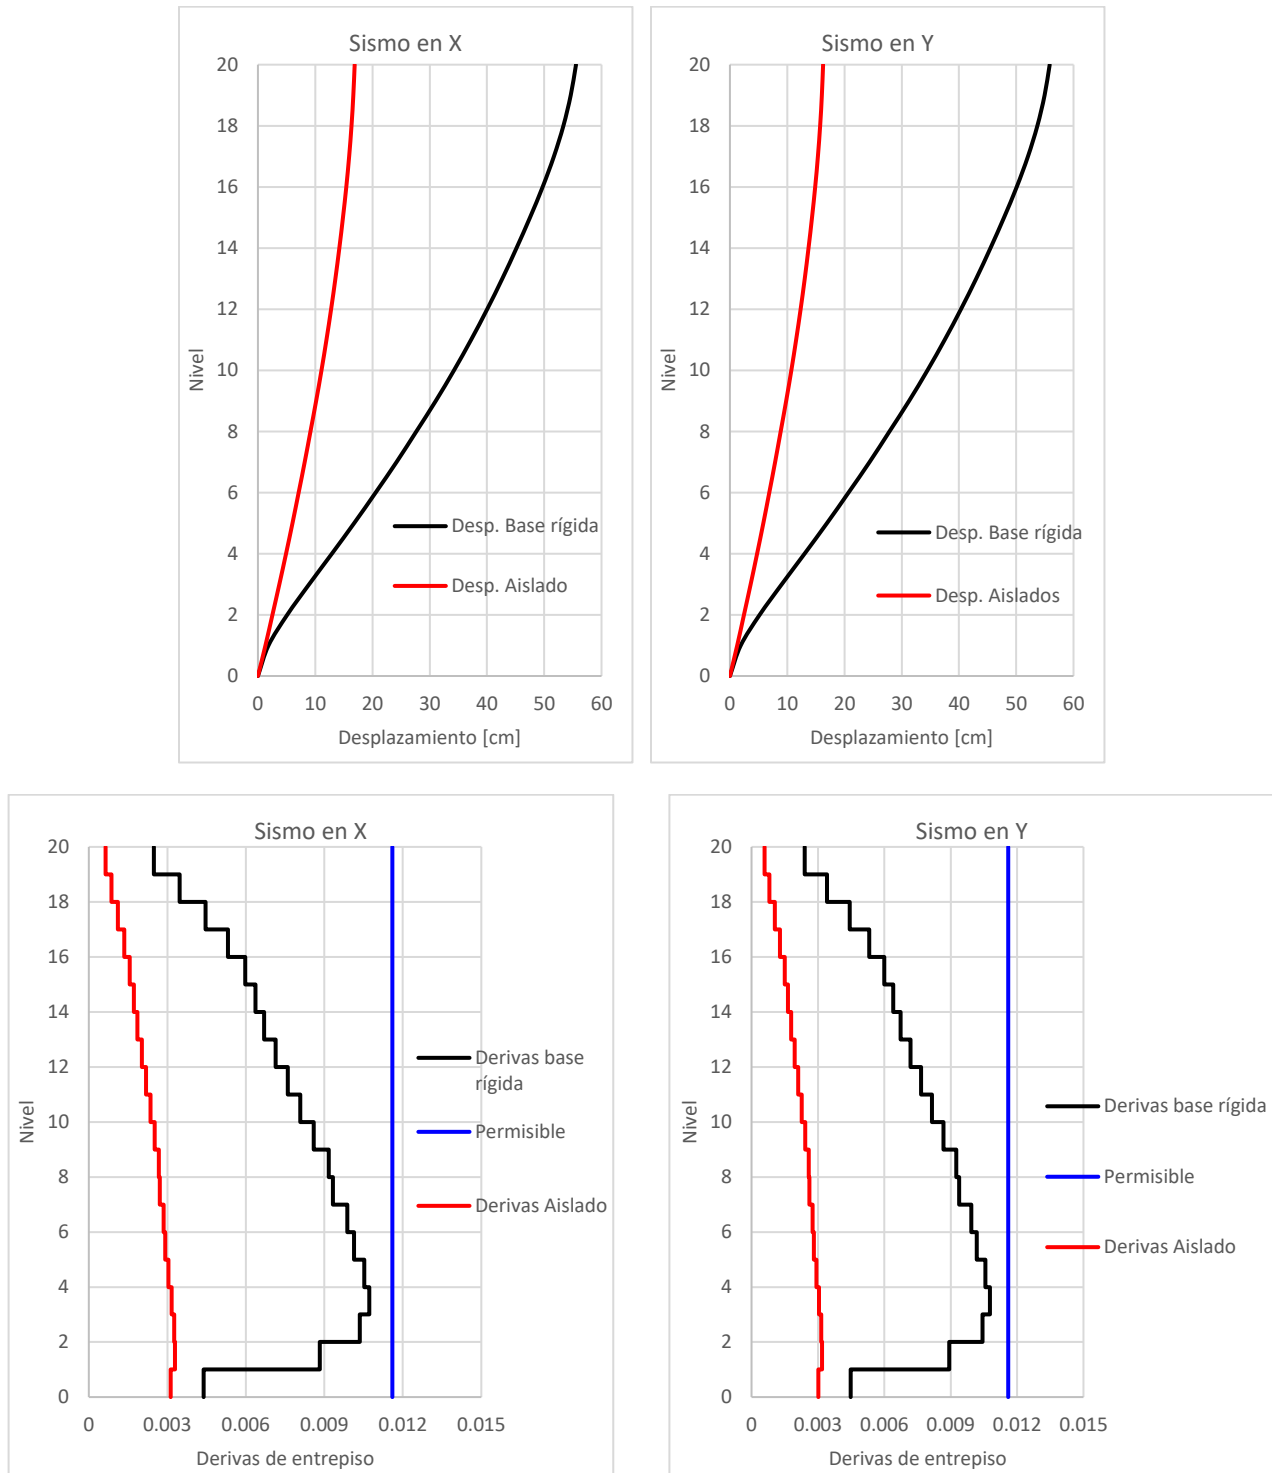 Sismo en X
20
18
16
14
12
10
8
6
4
2
0
Nivel
Desp. Base rígida
Desp. Aislado
0 10 20 30 40 50 60
Desplazamiento [cm]
Sismo en Y
20
18
16
14
12
10
8
6
4
2
0
Nivel
Desp. Base rígida
Desp. Aislados
0 10 20 30 40 50 60
Desplazamiento [cm]
Sismo en X
20
18
16
14
12
10
8
6
4
2
0
Nivel
Derivas base
rígida
Permisible
Derivas Aislado
0 0.003 0.006 0.009 0.012 0.015
Derivas de entrepiso
Sismo en Y
20
18
16
14
12
10
8
6
4
2
0
Nivel
Derivas base rígida
Permisible
Derivas Aislado
0 0.003 0.006 0.009 0.012 0.015
Derivas de entrepiso